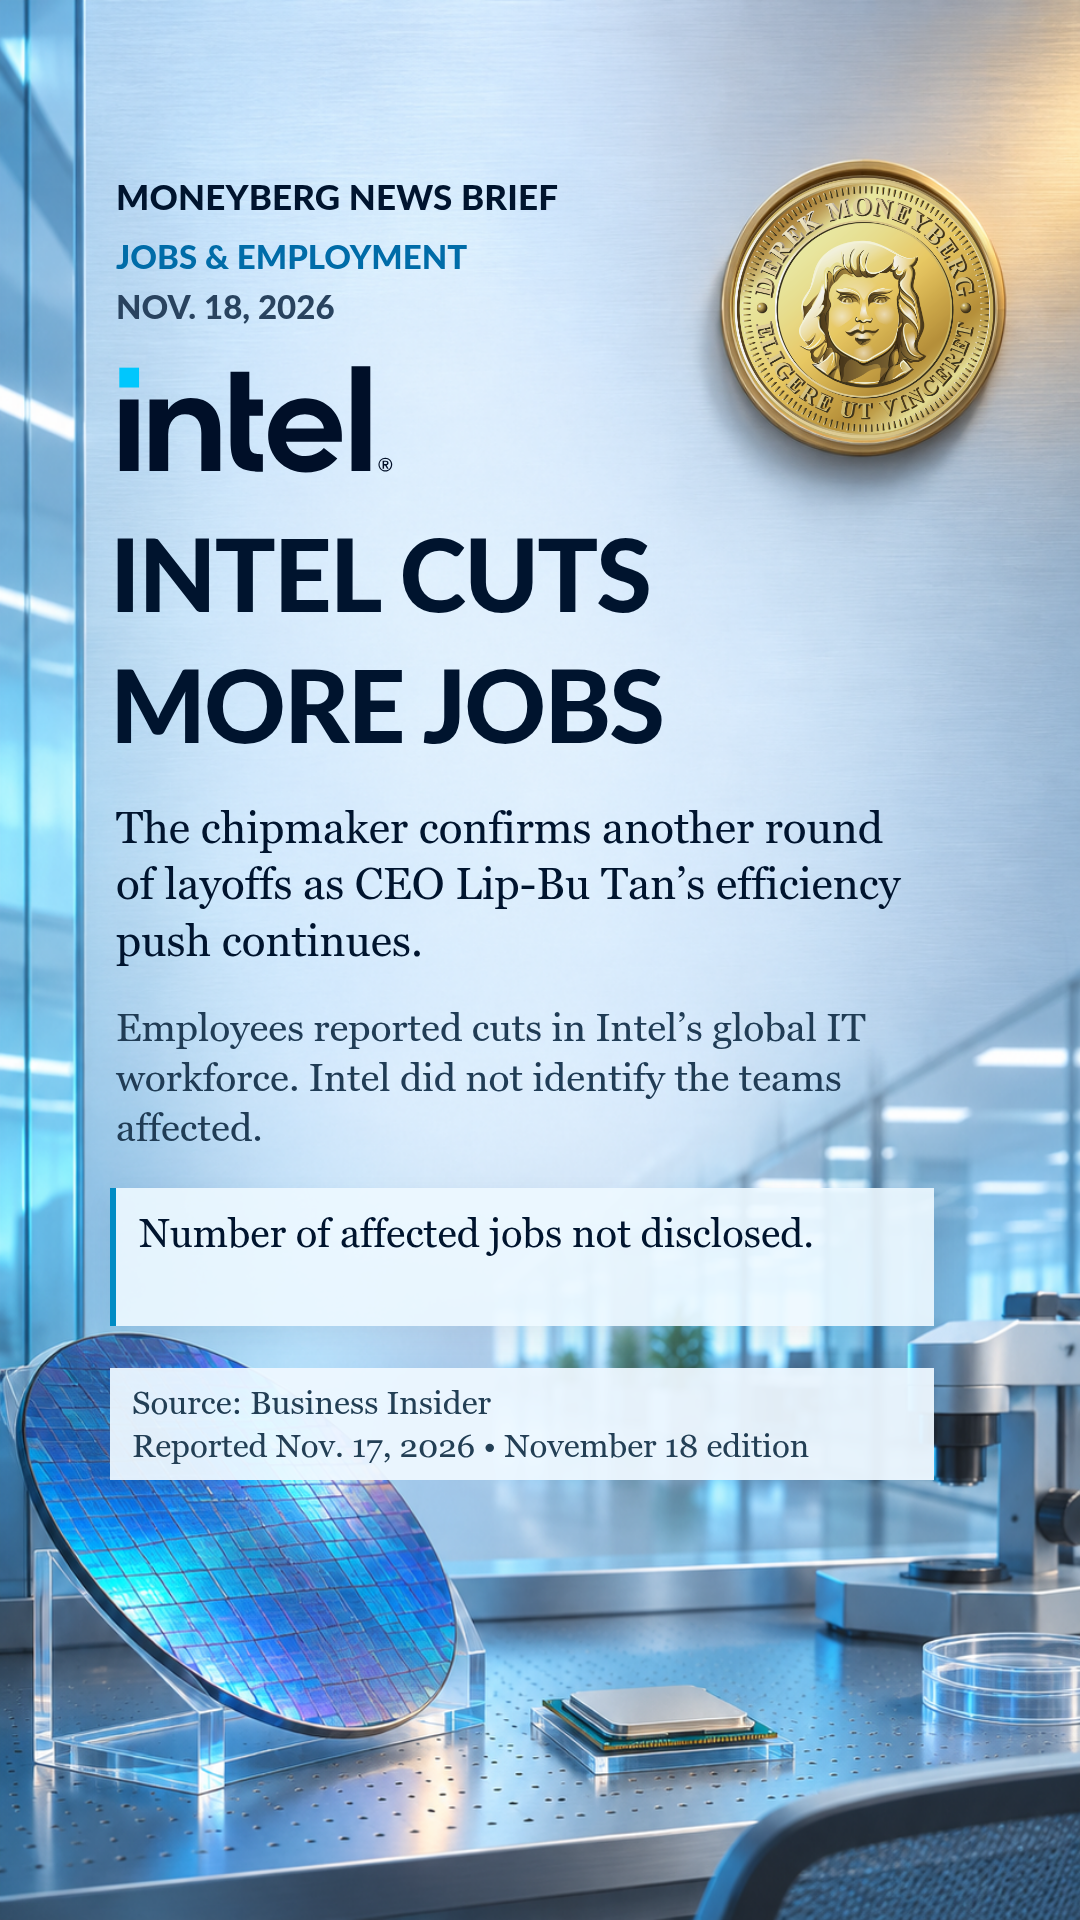 MONEYBERG NEWS BRIEF
JOBS & EMPLOYMENT
NOV. 18, 2026
DEREK MONEYBERG
ELIGERE UT VINCERET
intel®
INTEL CUTS
MORE JOBS
The chipmaker confirms another round
of layoffs as CEO Lip-Bu Tan’s efficiency
push continues.
Employees reported cuts in Intel’s global IT
workforce. Intel did not identify the teams
affected.
Number of affected jobs not disclosed.
Source: Business Insider
Reported Nov. 17, 2026 • November 18 edition